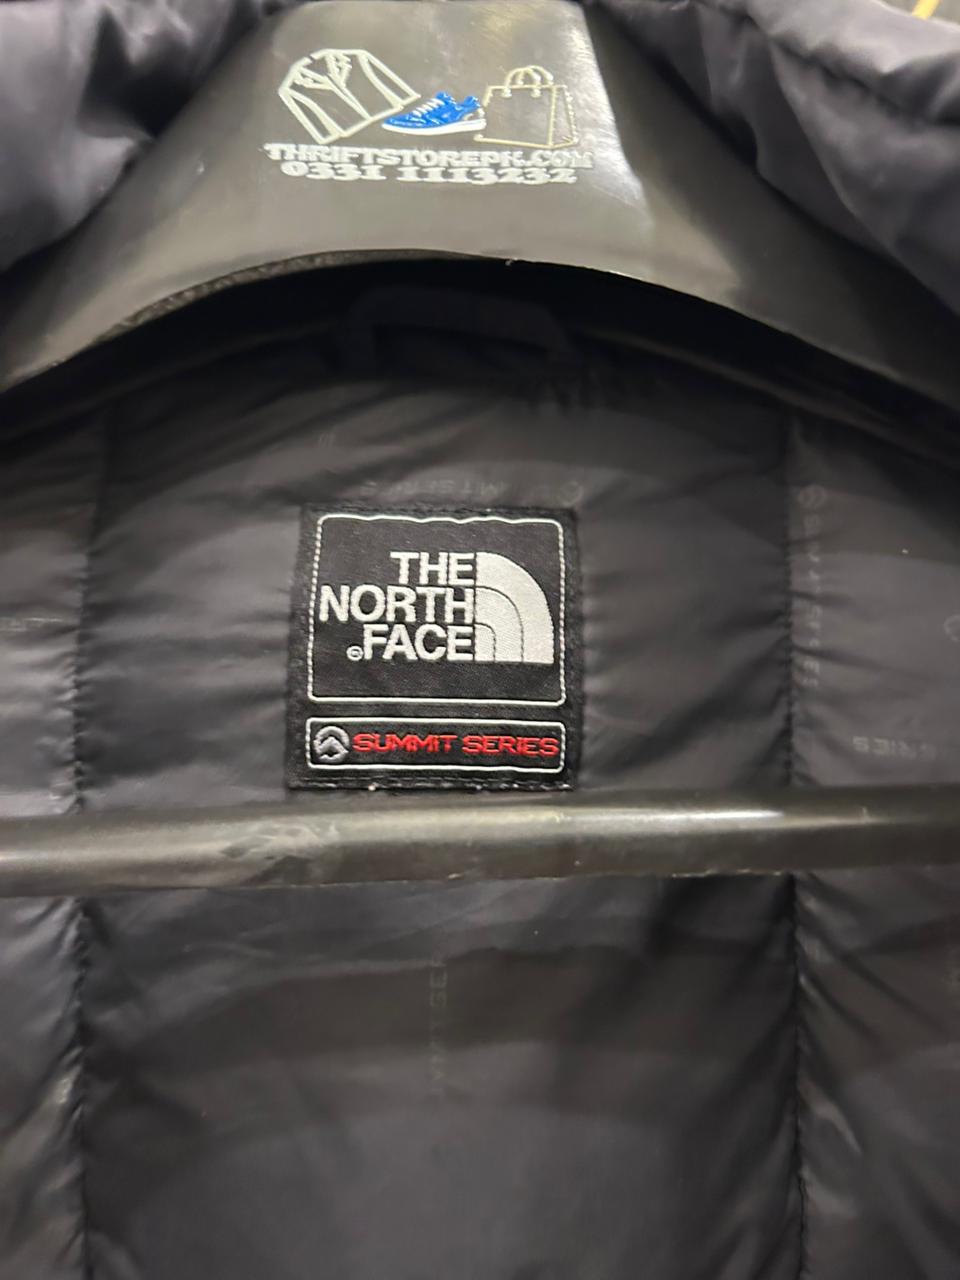 THRIFTSTOREPK.COM
0331 1113232
THE
NORTH
FACE
SUMMIT SERIES